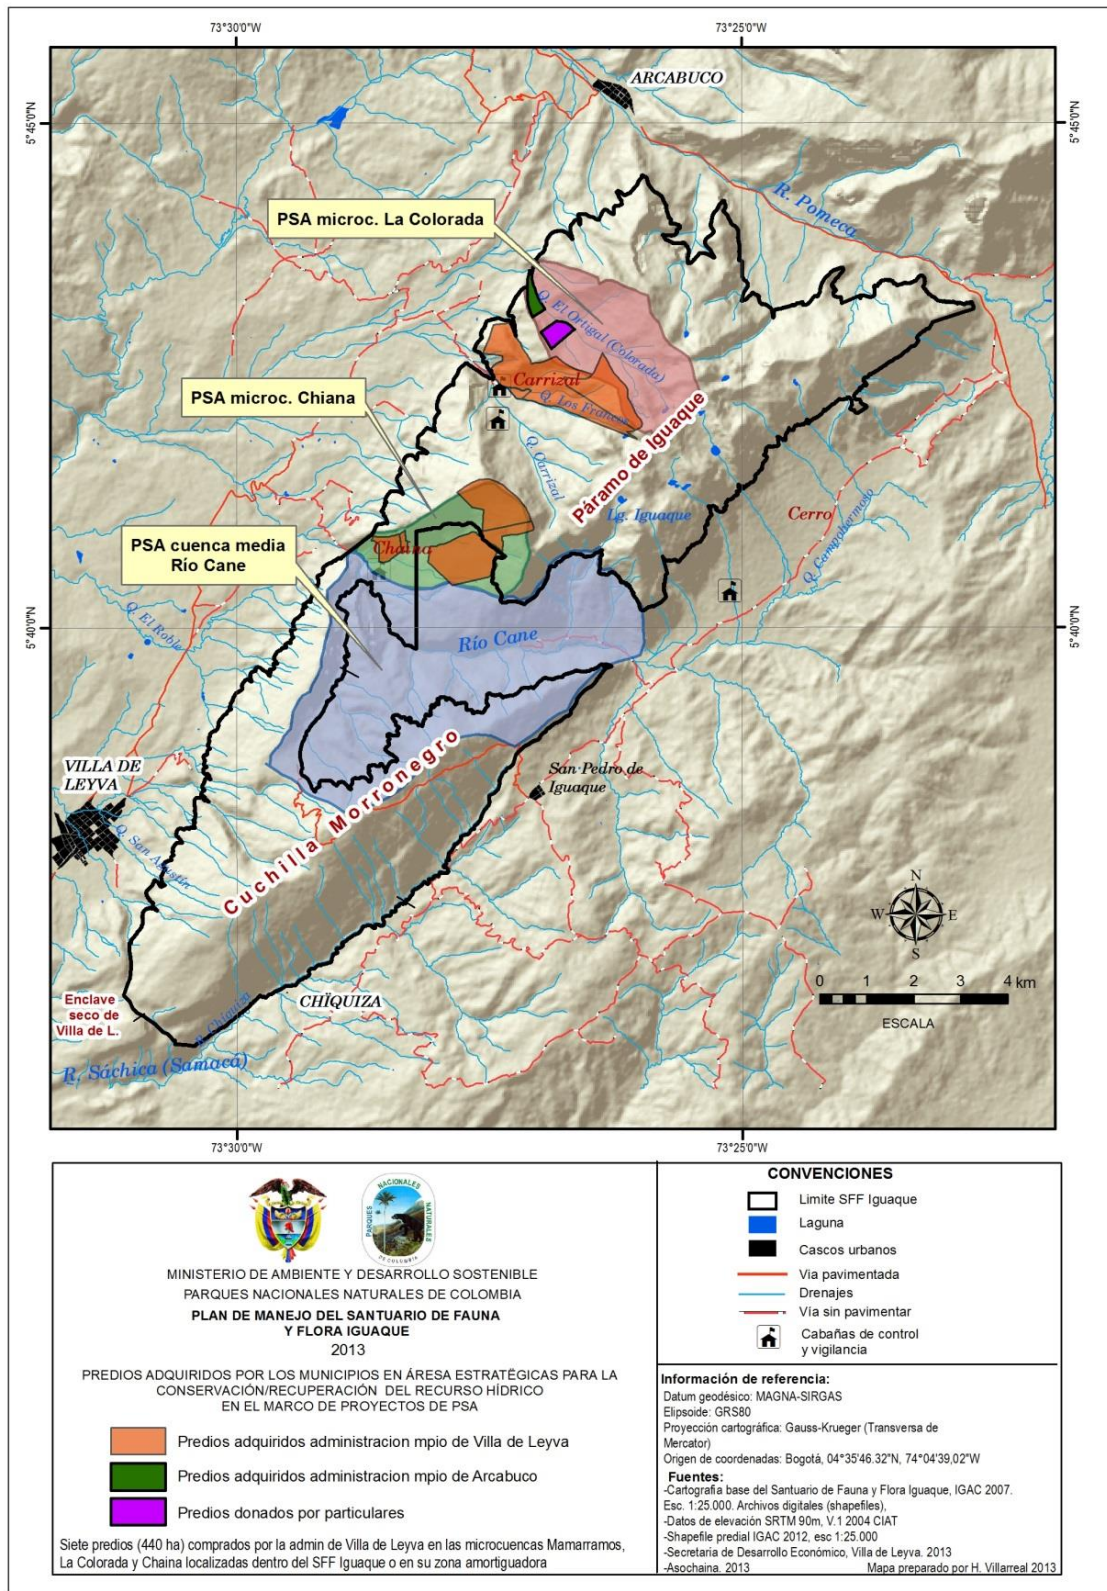 73°30'0"W
73°25'0"W
5°45'0"N
5°45'0"N
ARCABUCO
R. Pomeca
PSA microc. La Colorada
Q. El Ortigal (Colorada)
Carrizal
Q. Los Francos
PSA microc. Chiana
Páramo de Iguaque
Q. Carrizal
Lg. Iguaque
Cerro
Q. Campohermoso
Chaina
PSA cuenca media
Río Cane
Q. El Roble
5°40'0"N
5°40'0"N
Río Cane
VILLA DE
LEYVA
San Pedro de
Iguaque
Cuchilla Morronegro
Q. San Agustín
N
W
E
S
0 1 2 3 4 km
ESCALA
CHÏQUIZA
Enclave
seco de
Villa de L.
R. Chiquiza
R. Sáchica (Samacá)
73°30'0"W
73°25'0"W
PARQUES NACIONALES NATURALES
DE COLOMBIA
MINISTERIO DE AMBIENTE Y DESARROLLO SOSTENIBLE
PARQUES NACIONALES NATURALES DE COLOMBIA
PLAN DE MANEJO DEL SANTUARIO DE FAUNA
Y FLORA IGUAQUE
2013
PREDIOS ADQUIRIDOS POR LOS MUNICIPIOS EN ÁRESA ESTRATËGICAS PARA LA
CONSERVACIÓN/RECUPERACIÓN DEL RECURSO HÍDRICO
EN EL MARCO DE PROYECTOS DE PSA
Predios adquiridos administracion mpio de Villa de Leyva
Predios adquiridos administracion mpio de Arcabuco
Predios donados por particulares
Siete predios (440 ha) comprados por la admin de Villa de Leyva en las microcuencas Mamarramos,
La Colorada y Chaina localizadas dentro del SFF Iguaque o en su zona amortiguadora
CONVENCIONES
Limite SFF Iguaque
Laguna
Cascos urbanos
Via pavimentada
Drenajes
Vía sin pavimentar
Cabañas de control
y vigilancia
Información de referencia:
Datum geodésico: MAGNA-SIRGAS
Elipsoide: GRS80
Proyección cartográfica: Gauss-Krueger (Transversa de
Mercator)
Origen de coordenadas: Bogotá, 04°35'46.32"N, 74°04'39,02"W
Fuentes:
-Cartografia base del Santuario de Fauna y Flora Iguaque, IGAC 2007.
Esc. 1:25.000. Archivos digitales (shapefiles),
-Datos de elevación SRTM 90m, V.1 2004 CIAT
-Shapefile predial IGAC 2012, esc 1:25.000
-Secretaría de Desarrollo Económico, Villa de Leyva. 2013
-Asochaina. 2013 Mapa preparado por H. Villarreal 2013